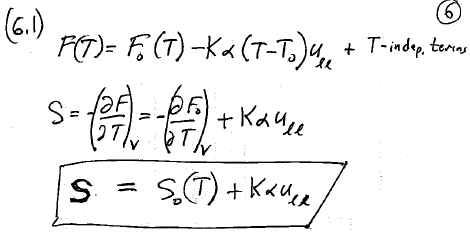 ⑥
(6.1)
F(T) = F₀(T) - Kα(T-T₀)u_ℓℓ + T-indep. terms
S = -(∂F/∂T)_V = -(∂F₀/∂T)_V + Kαu_ℓℓ
S = S₀(T) + Kαu_ℓℓ